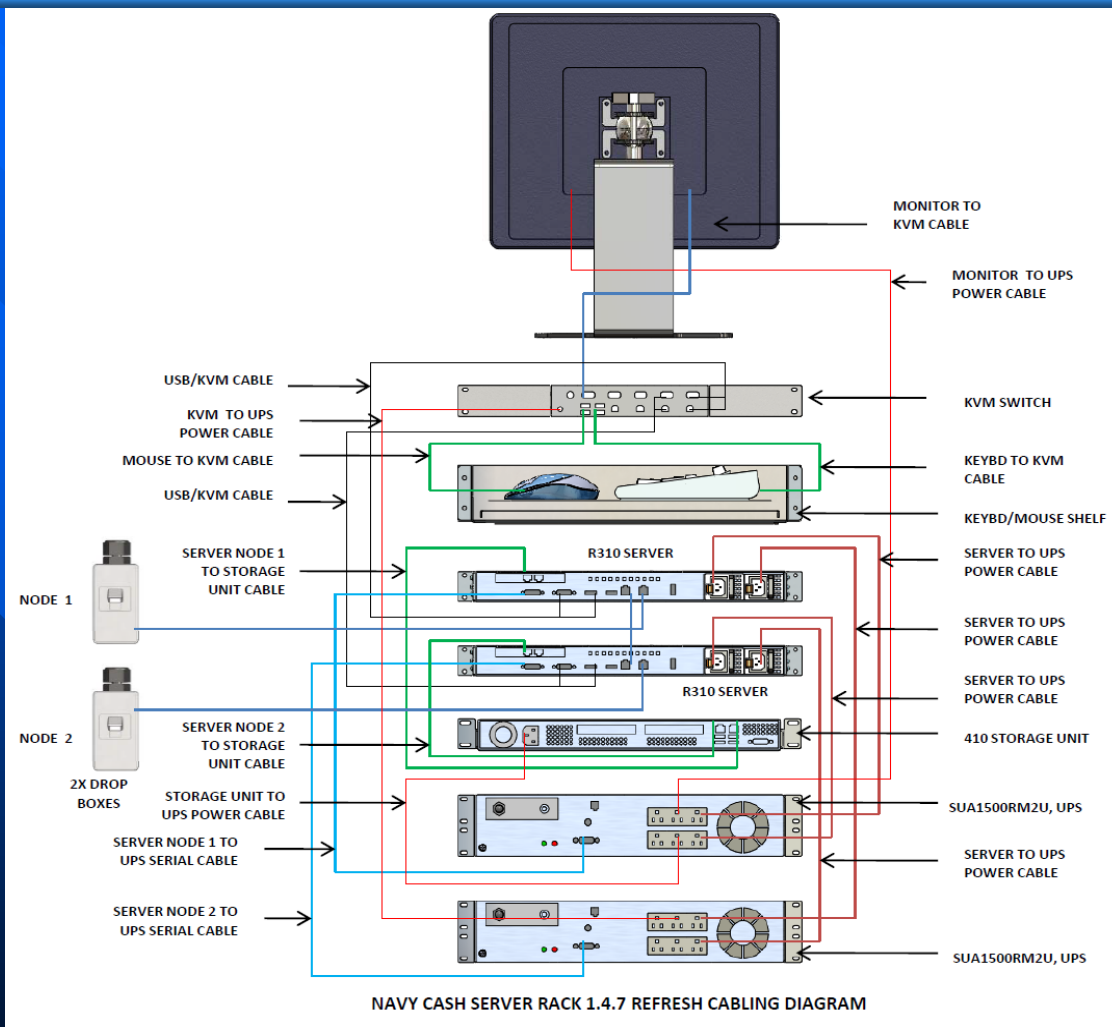 MONITOR TO
KVM CABLE
MONITOR TO UPS
POWER CABLE
USB/KVM CABLE
KVM TO UPS
POWER CABLE
KVM SWITCH
MOUSE TO KVM CABLE
KEYBD TO KVM
CABLE
USB/KVM CABLE
KEYBD/MOUSE SHELF
SERVER NODE 1
TO STORAGE
UNIT CABLE
R310 SERVER
SERVER TO UPS
POWER CABLE
NODE 1
SERVER TO UPS
POWER CABLE
R310 SERVER
SERVER TO UPS
POWER CABLE
NODE 2
SERVER NODE 2
TO STORAGE
UNIT CABLE
410 STORAGE UNIT
2X DROP
BOXES
STORAGE UNIT TO
UPS POWER CABLE
SUA1500RM2U, UPS
SERVER NODE 1 TO
UPS SERIAL CABLE
SERVER TO UPS
POWER CABLE
SERVER NODE 2 TO
UPS SERIAL CABLE
SUA1500RM2U, UPS
NAVY CASH SERVER RACK 1.4.7 REFRESH CABLING DIAGRAM